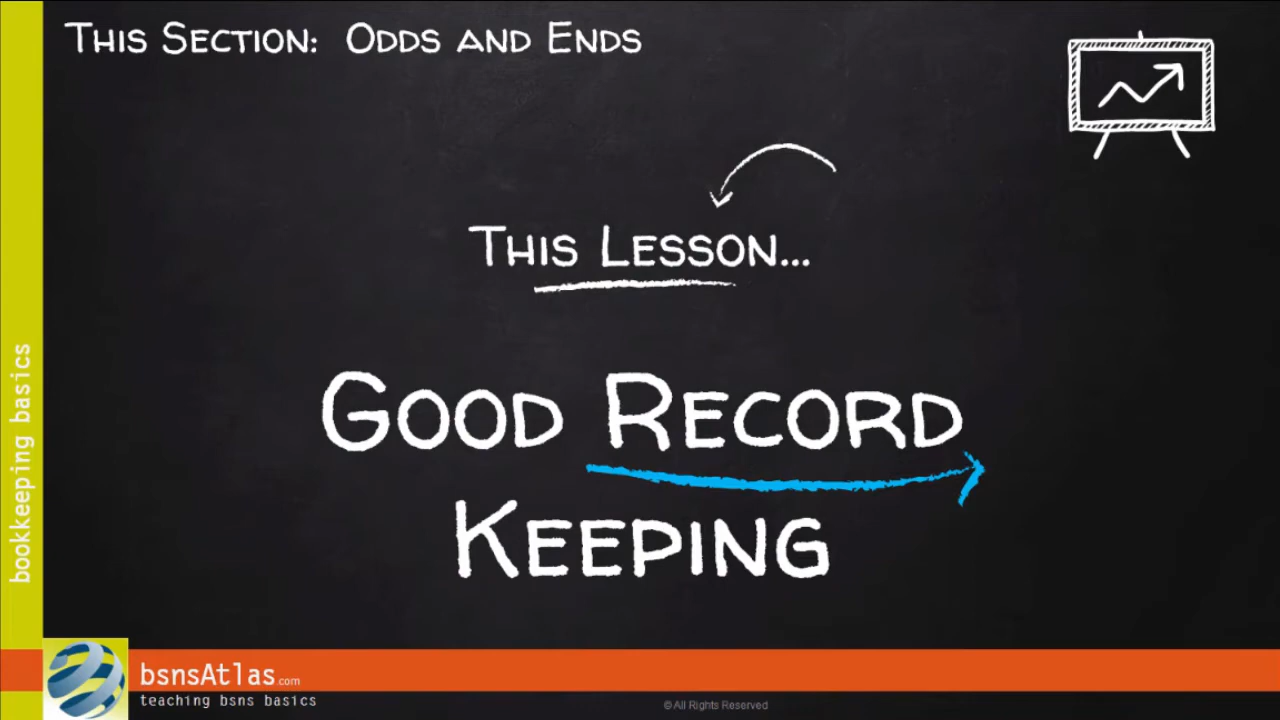 This Section: Odds and Ends
This Lesson...
Good Record
Keeping
bookkeeping basics
bsnsAtlas.com
teaching bsns basics
© All Rights Reserved